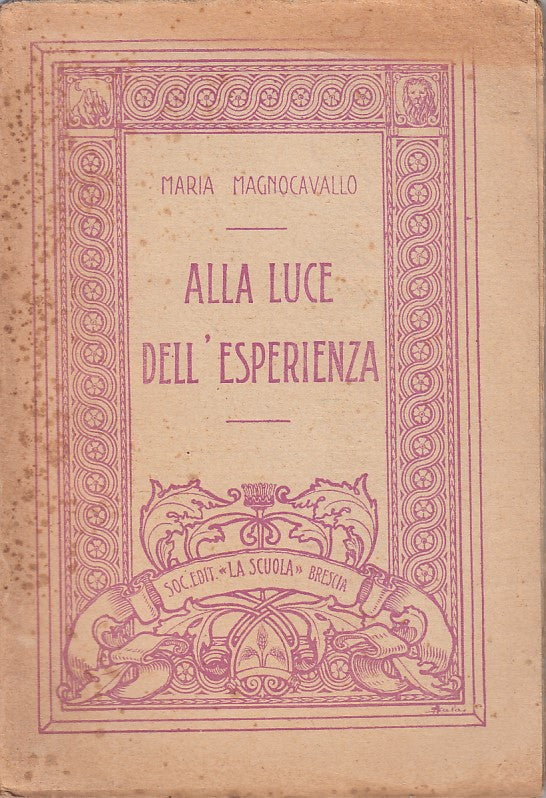 MARIA MAGNOCAVALLO
ALLA LUCE
DELL'ESPERIENZA
SOC. EDIT. «LA SCUOLA» BRESCIA